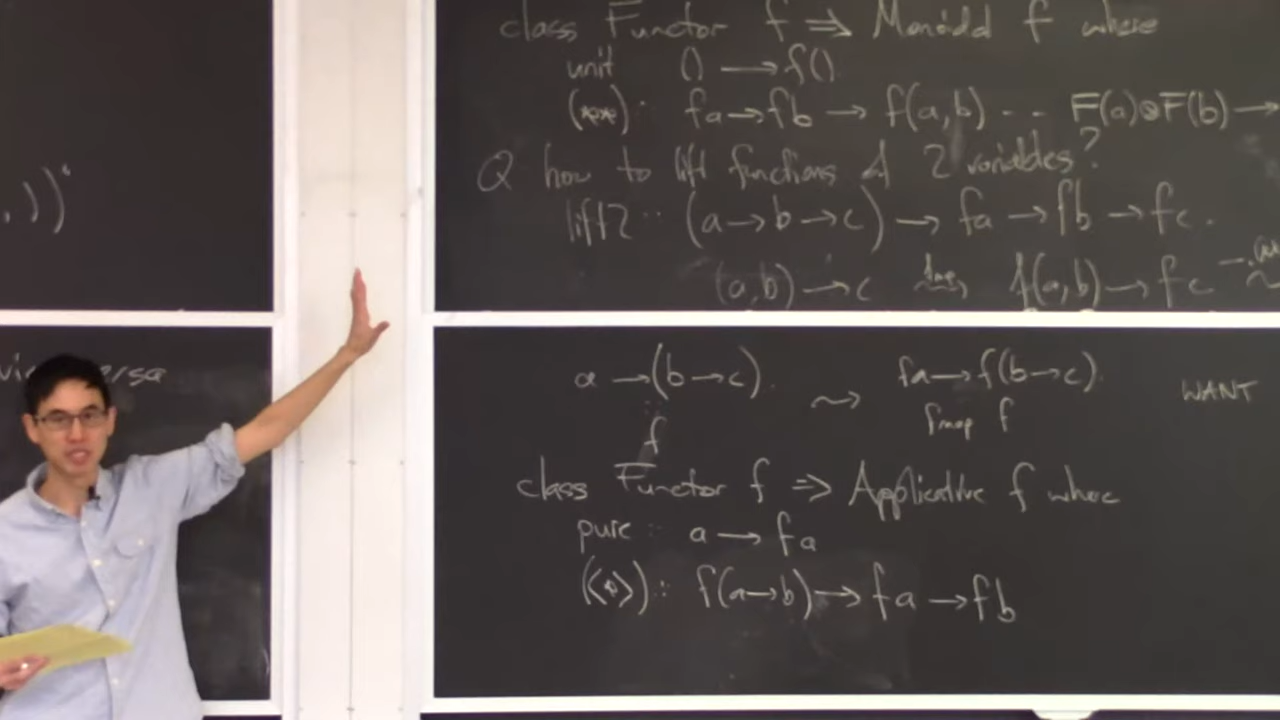 , ))
class Functor f ⇒ Monoidal f where
unit () → f()
(**): fa → fb → f(a,b) - - F(a)⊗F(b) →
Q how to lift functions of 2 variables?
lift2 :: (a → b → c) → fa → fb → fc.
(a,b) → c f(a,b) → fc
a → (b → c). ⇝ fa → f(b → c). WANT
f fmap f
class Functor f ⇒ Applicative f where
pure :: a → fa
(<*>) :: f(a→b) → fa → fb